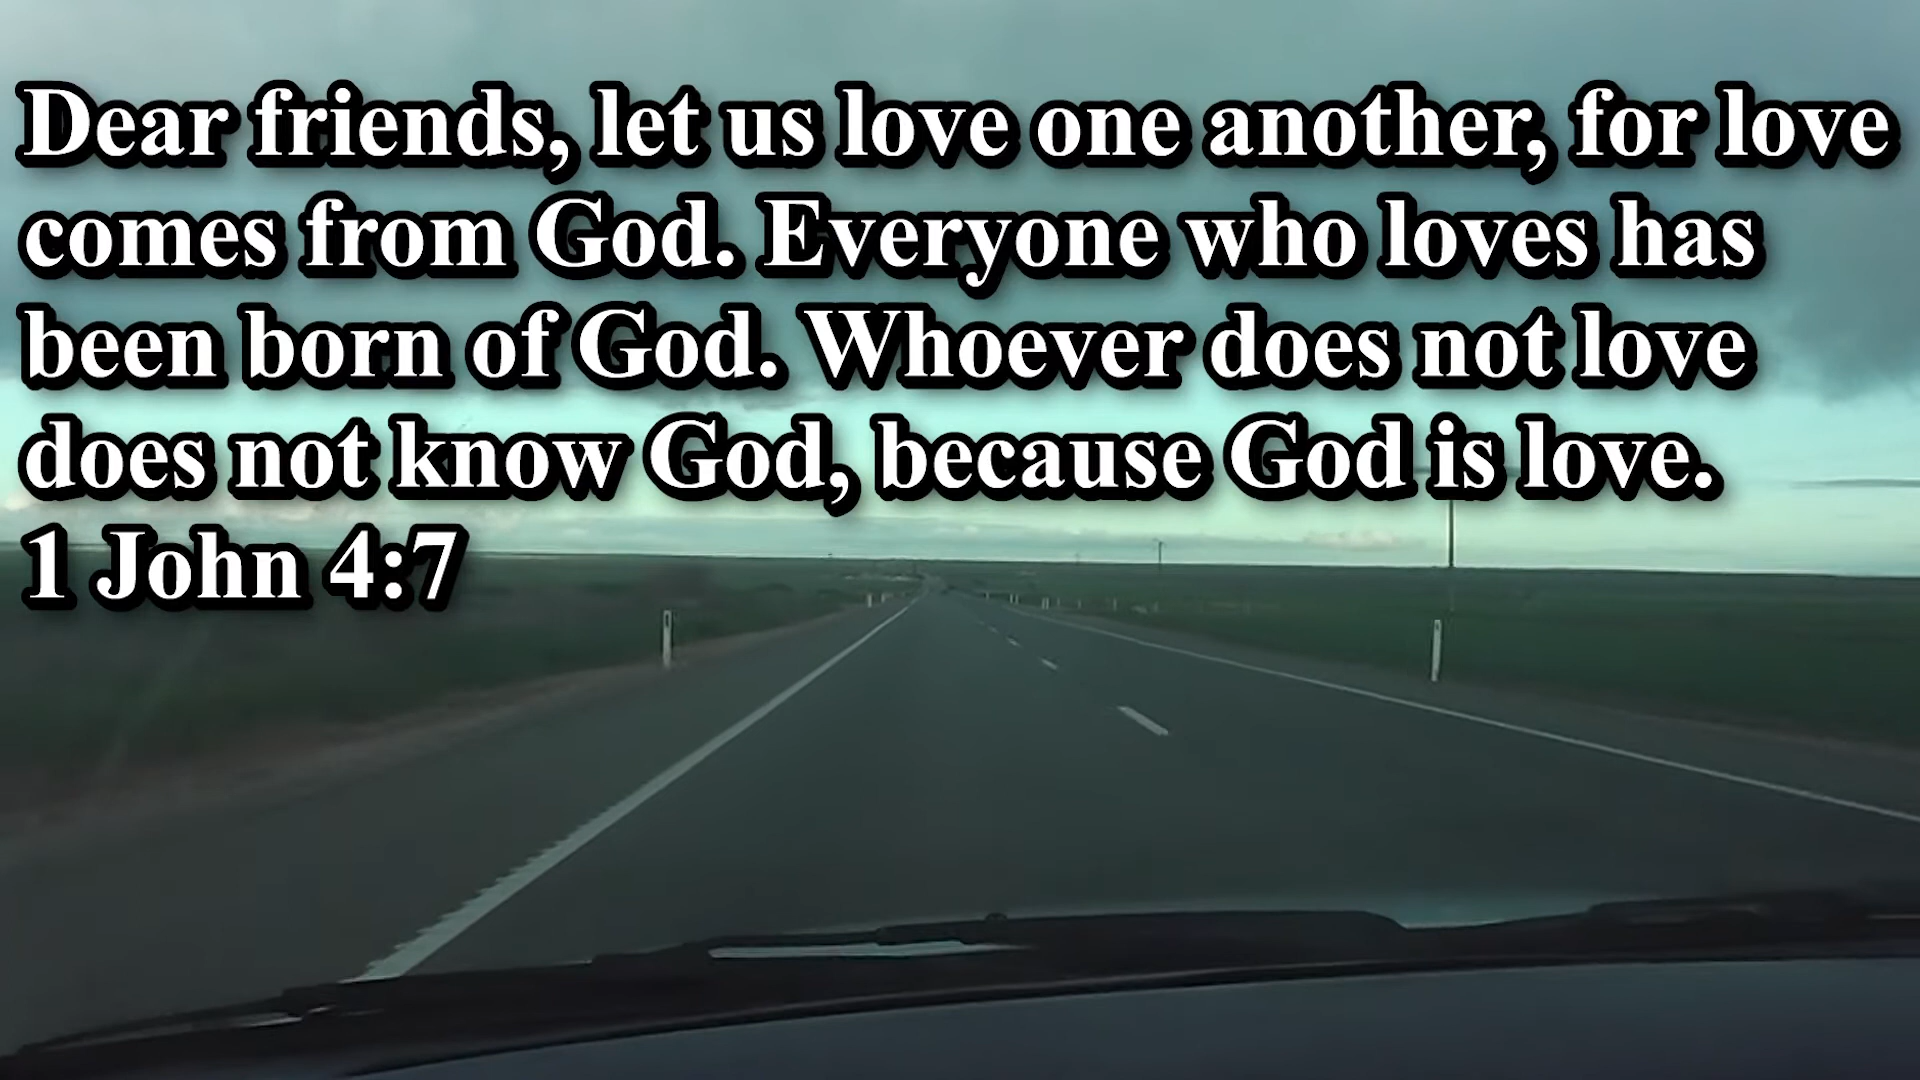 Dear friends, let us love one another, for love
comes from God. Everyone who loves has
been born of God. Whoever does not love
does not know God, because God is love.
1 John 4:7